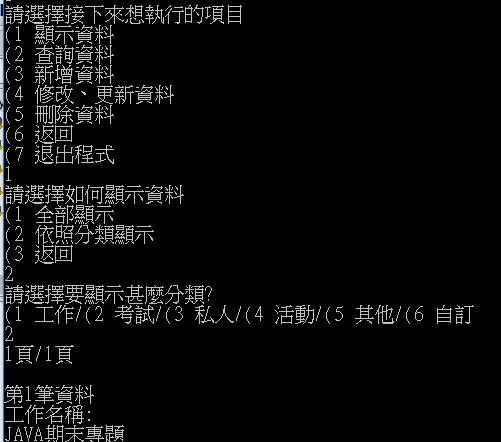 請選擇接下來想執行的項目
(1 顯示資料
(2 查詢資料
(3 新增資料
(4 修改、更新資料
(5 刪除資料
(6 返回
(7 退出程式
1
請選擇如何顯示資料
(1 全部顯示
(2 依照分類顯示
(3 返回
2
請選擇要顯示甚麼分類?
(1 工作/(2 考試/(3 私人/(4 活動/(5 其他/(6 自訂
2
1頁/1頁
第1筆資料
工作名稱:
JAVA期末專題